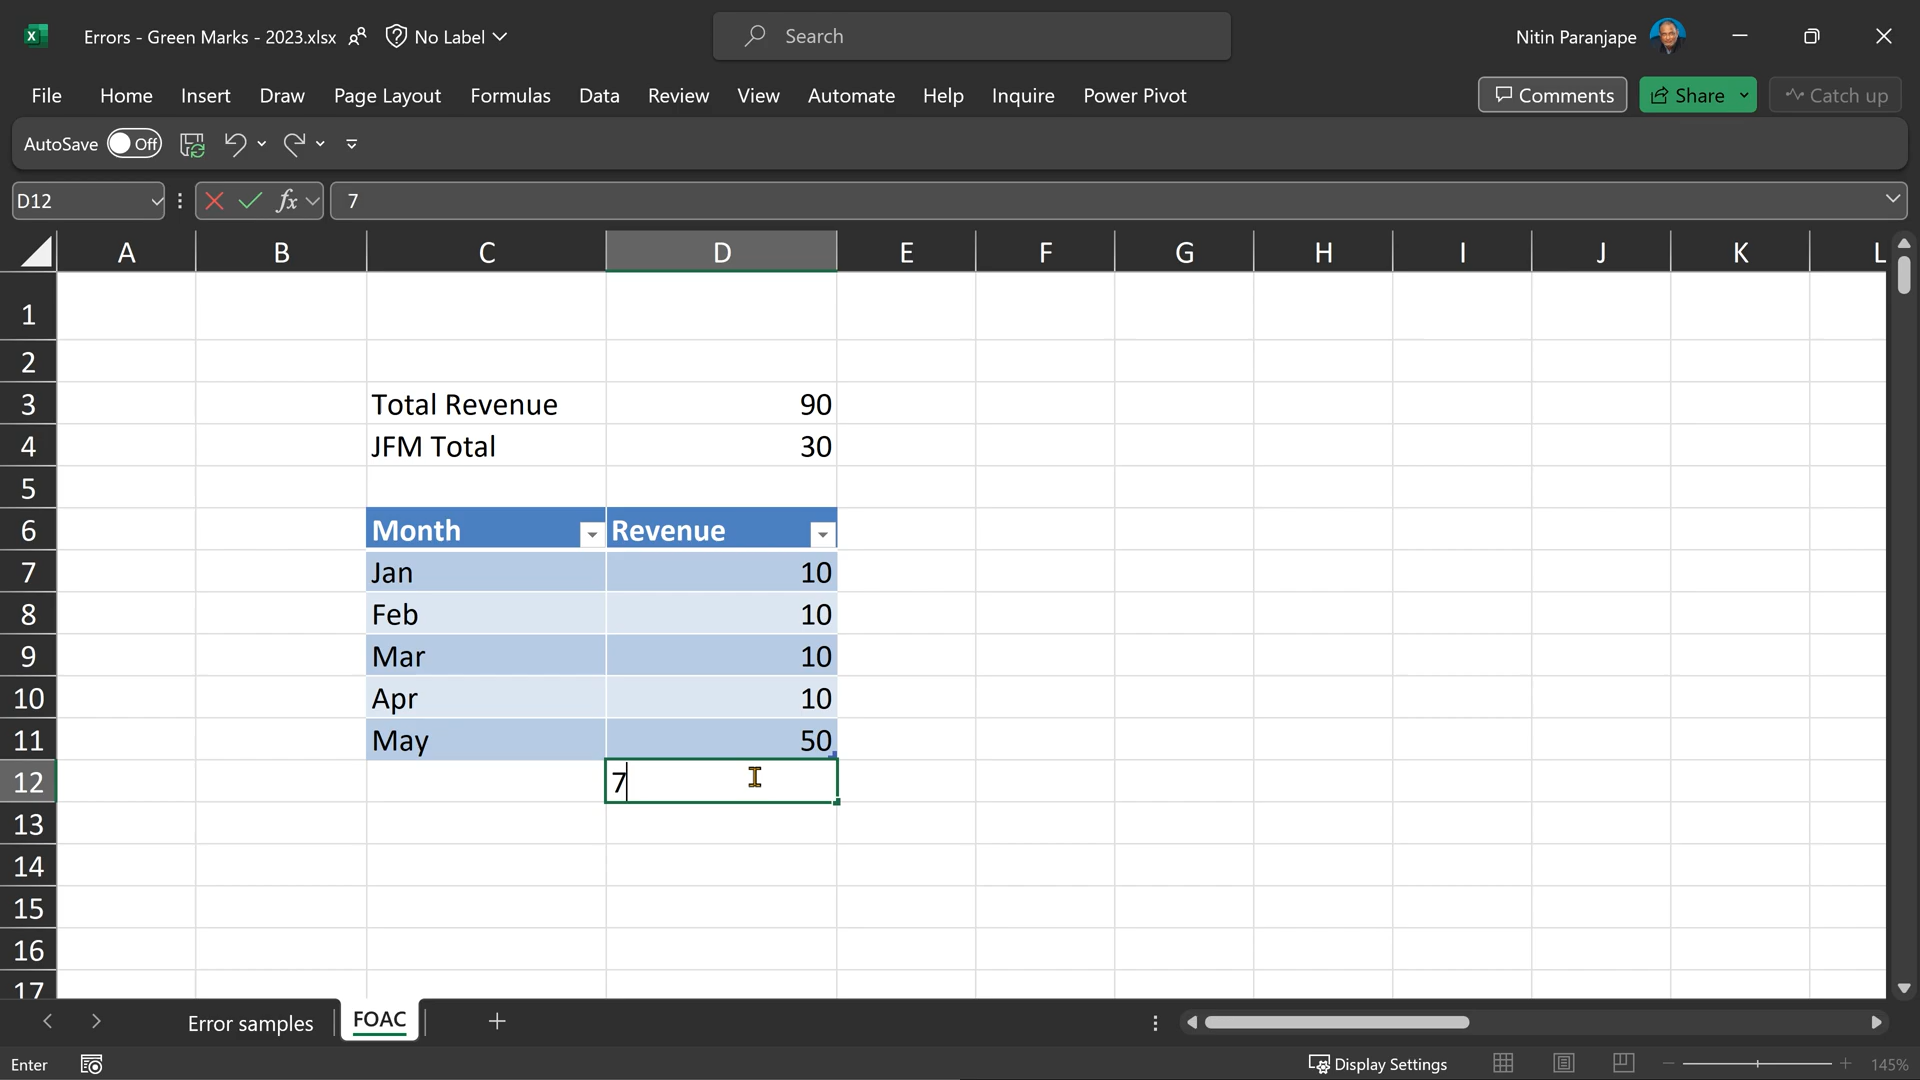 Errors - Green Marks - 2023.xlsx No Label Search Nitin Paranjape
File Home Insert Draw Page Layout Formulas Data Review View Automate Help Inquire Power Pivot Comments Share Catch up
AutoSave Off
D12 fx 7
A B C D E F G H I J K L
1
2
3 Total Revenue 90
4 JFM Total 30
5
6 Month Revenue
7 Jan 10
8 Feb 10
9 Mar 10
10 Apr 10
11 May 50
12 7
13
14
15
16
17
Error samples FOAC
Enter Display Settings 145%